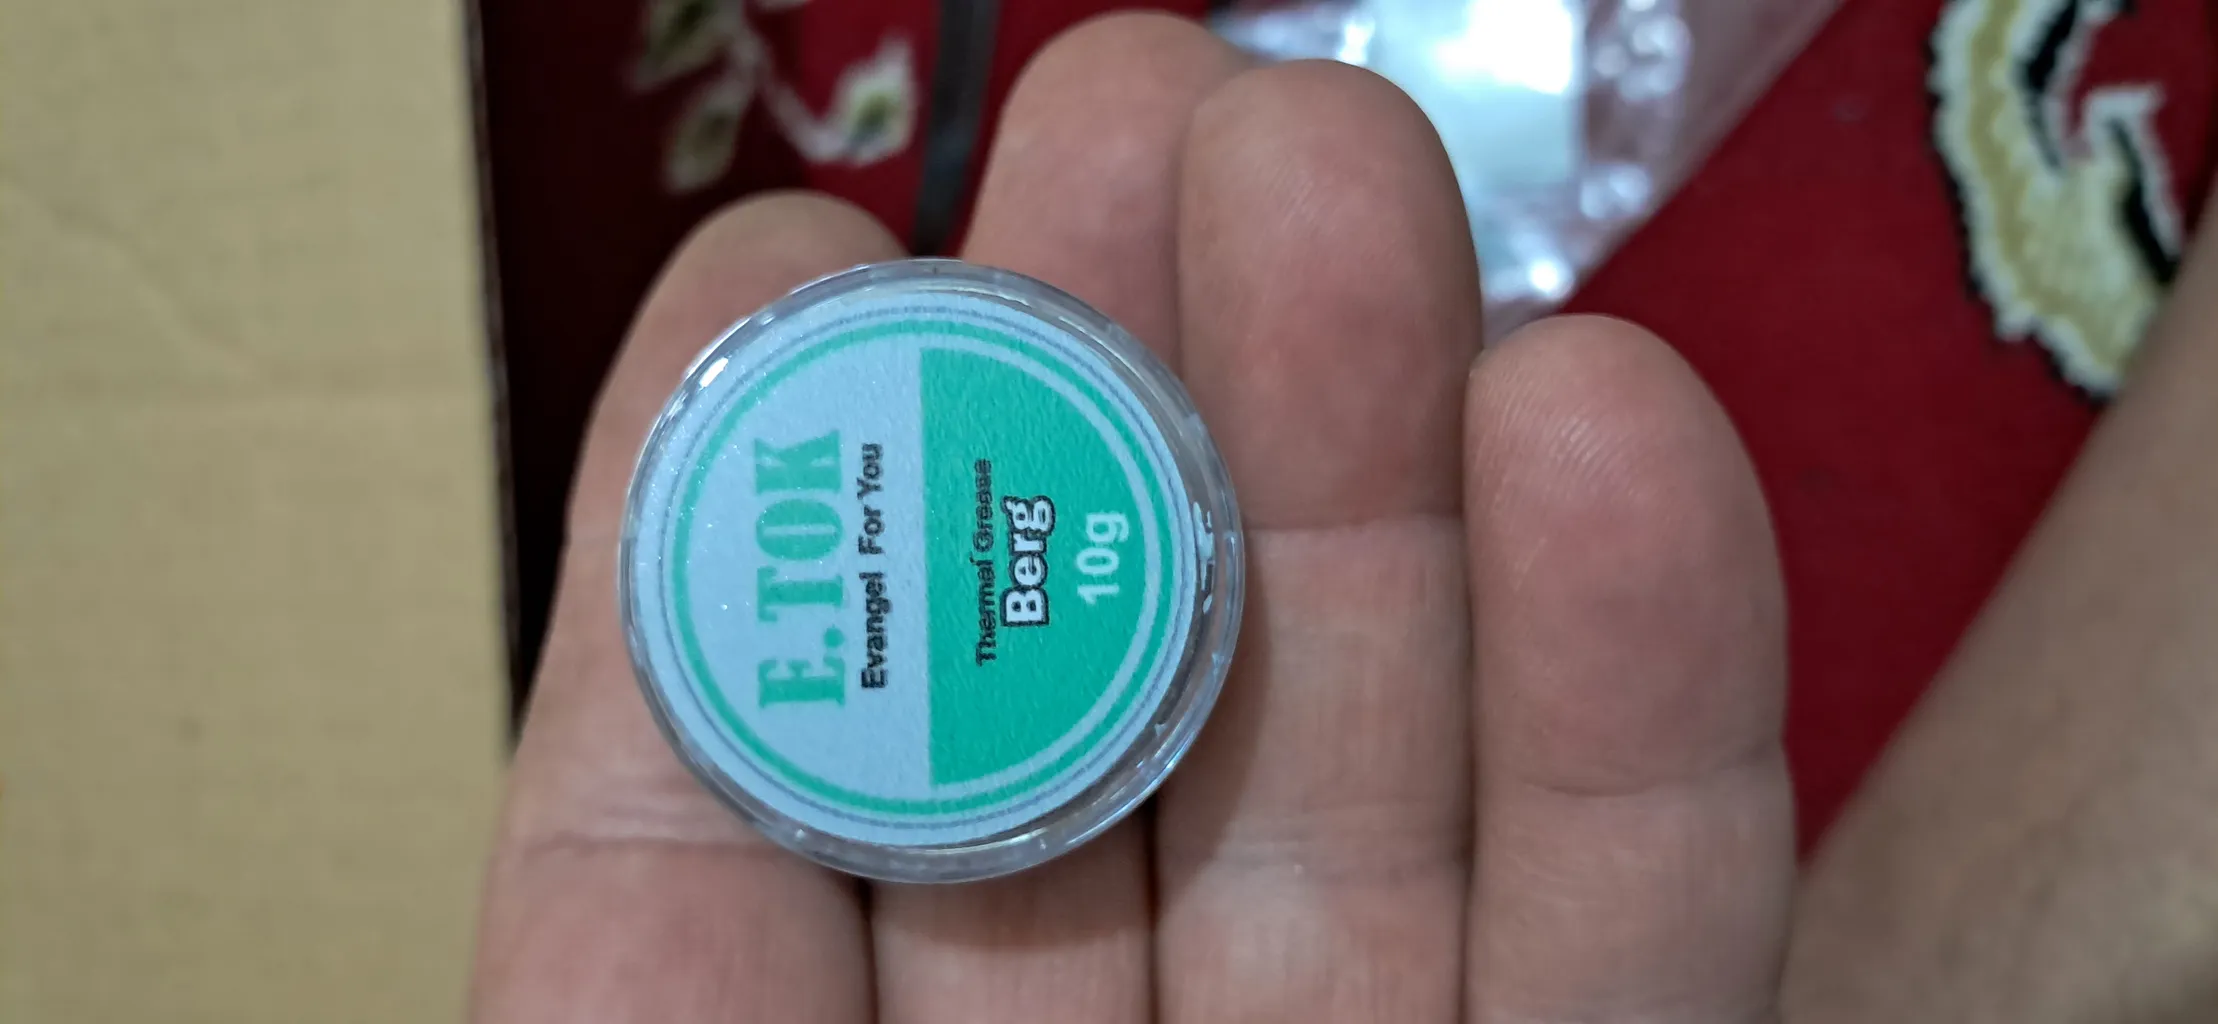 E.TOK
Evangel For You
Thermal Grease
Berg
10g